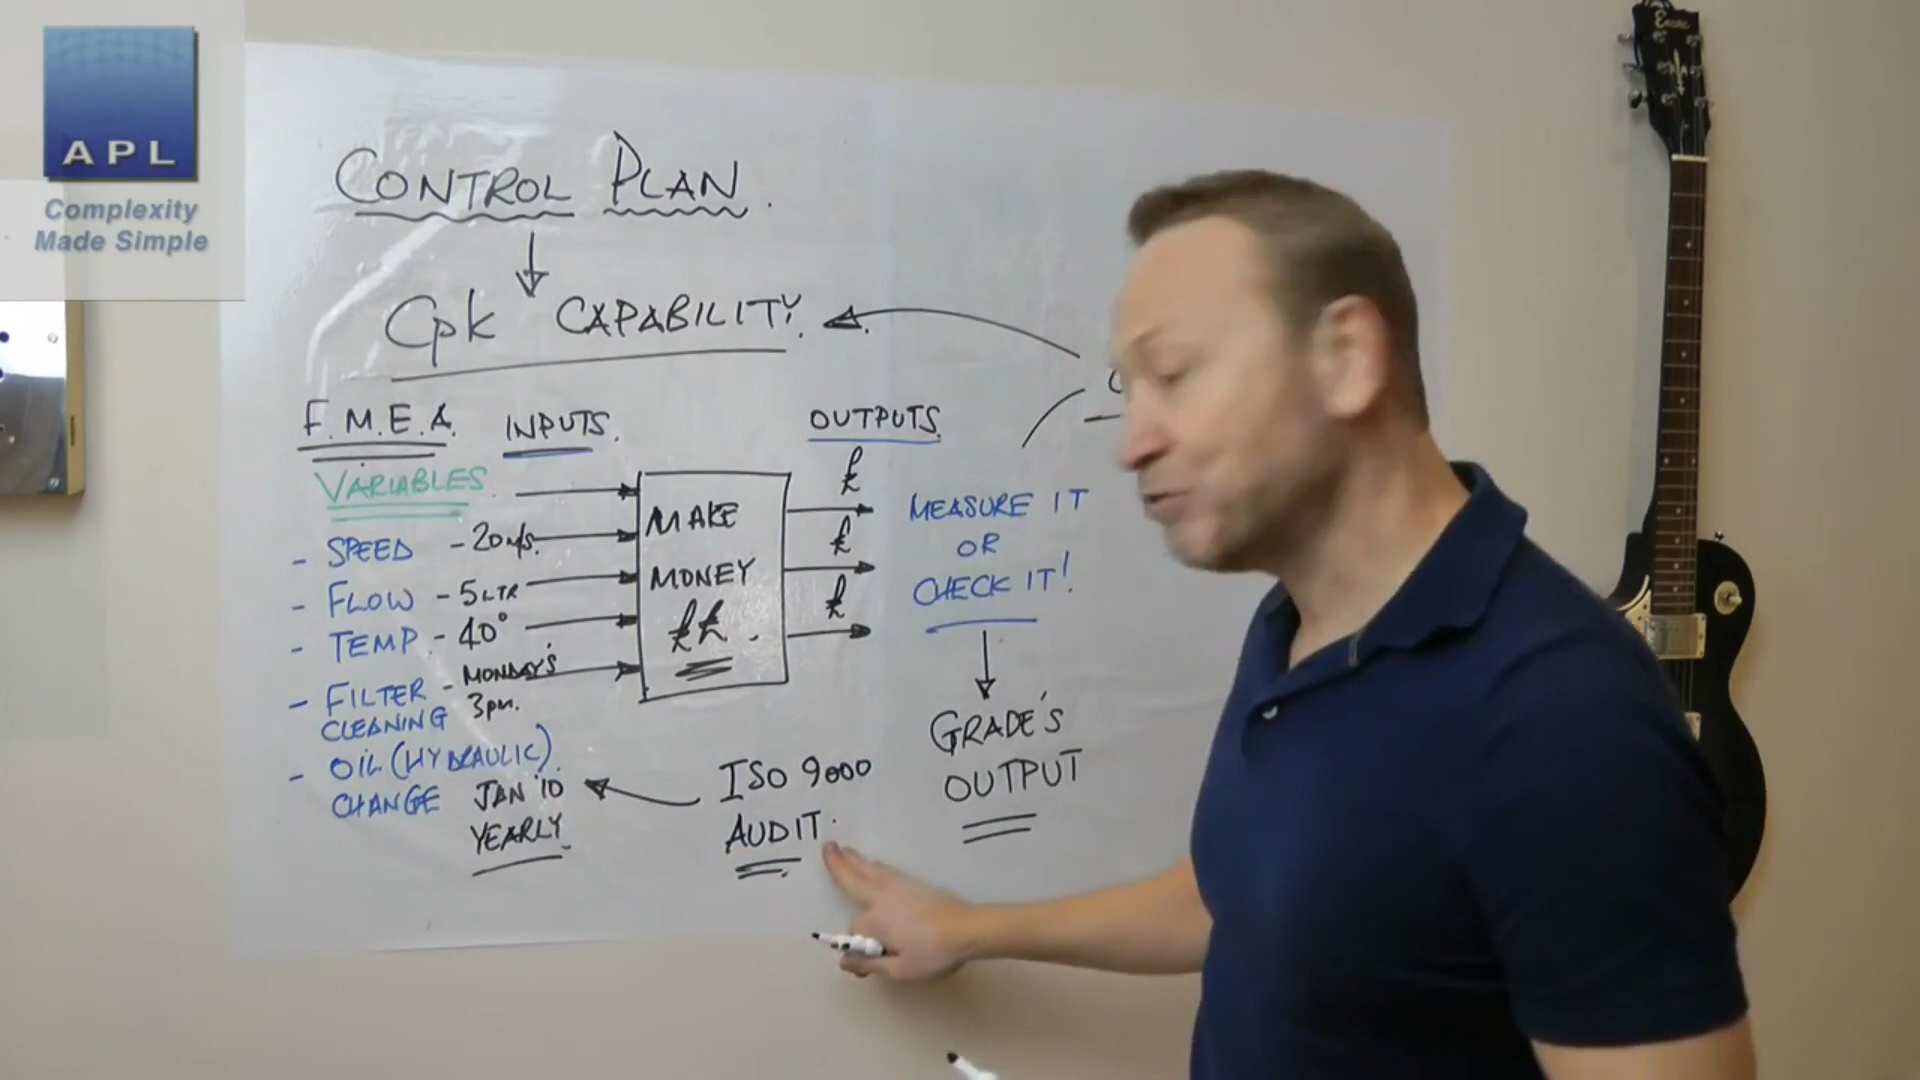 APL
Complexity
Made Simple
CONTROL PLAN.
Cpk CAPABILITY.
F.M.E.A.
INPUTS.
OUTPUTS.
VARIABLES
- SPEED - 20m/s.
- FLOW - 5LTR
- TEMP - 40°
- FILTER - MONDAY'S
CLEANING 3pm.
- OIL (HYDRAULIC)
CHANGE JAN '10
YEARLY.
MAKE
MONEY
££.
£
£
£
MEASURE IT
OR
CHECK IT!
GRADE'S
OUTPUT
ISO 9000
AUDIT.